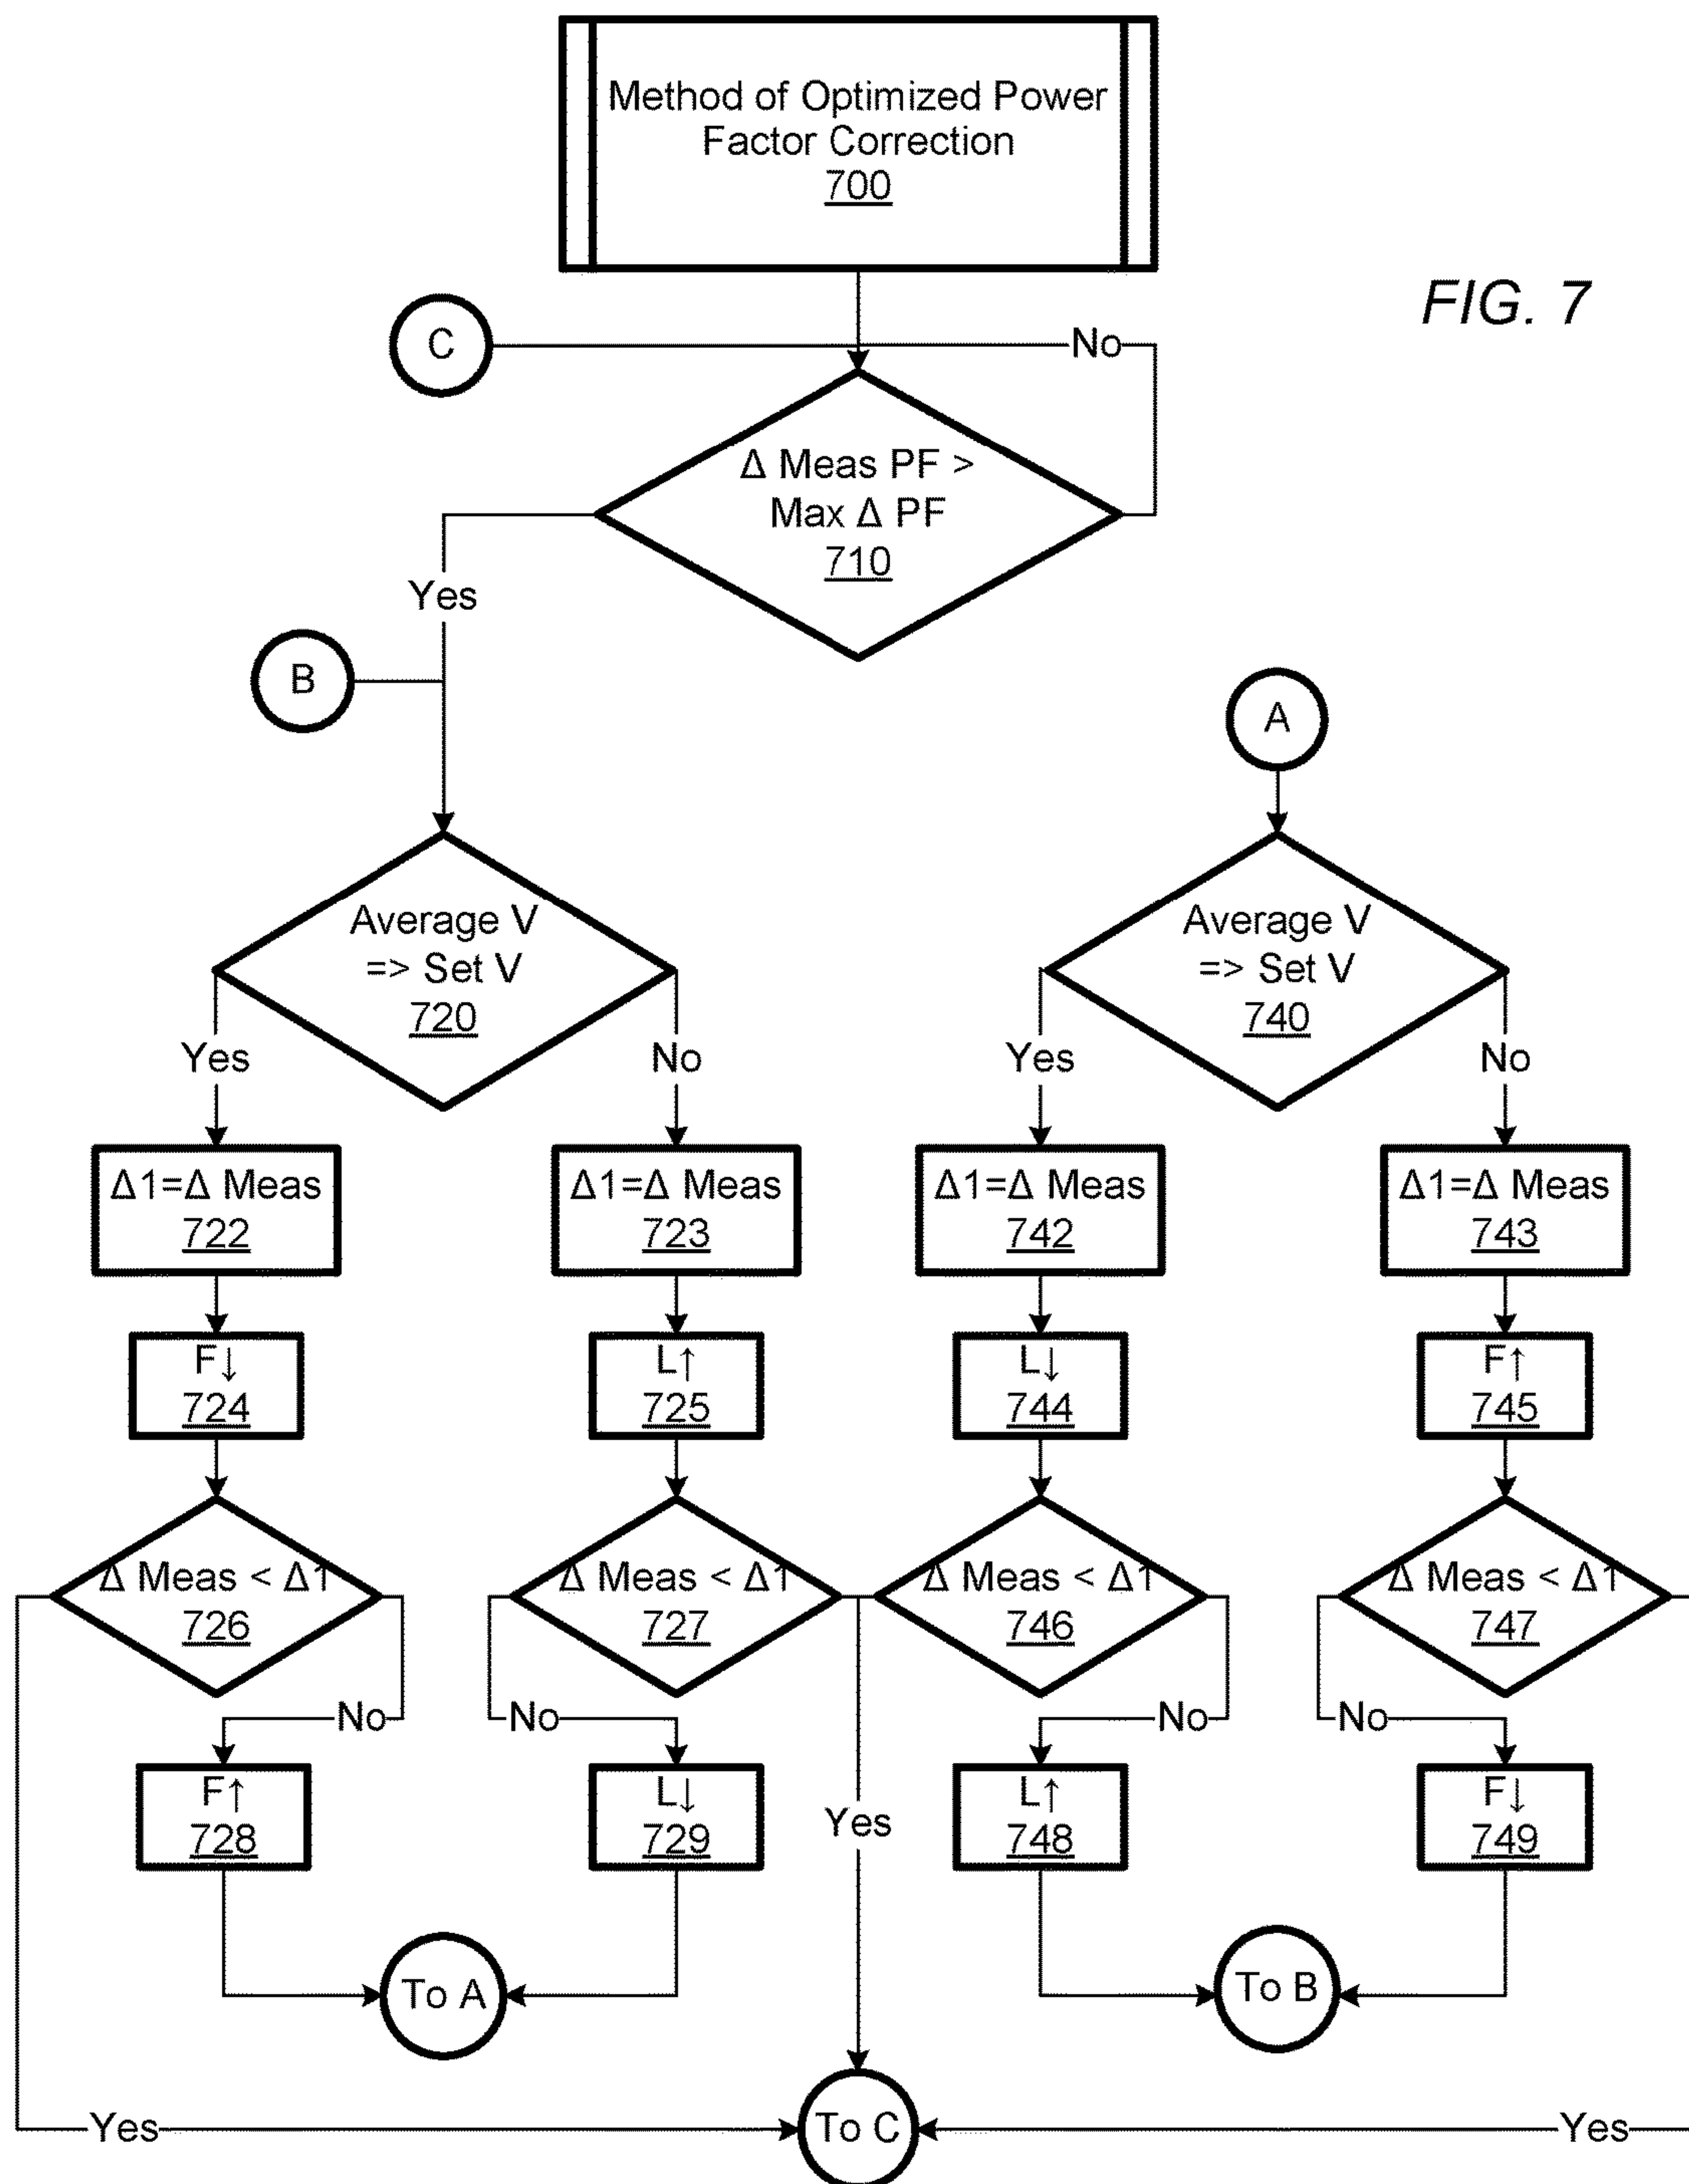 Method of Optimized Power
Factor Correction
700
FIG. 7
C
No
Δ Meas PF >
Max Δ PF
710
Yes
B
A
Average V
=> Set V
720
Average V
=> Set V
740
Yes
No
Yes
No
Δ1=Δ Meas
722
Δ1=Δ Meas
723
Δ1=Δ Meas
742
Δ1=Δ Meas
743
F↓
724
L↑
725
L↓
744
F↑
745
Δ Meas < Δ1
726
Δ Meas < Δ1
727
Δ Meas < Δ1
746
Δ Meas < Δ1
747
No
No
No
No
F↑
728
L↓
729
Yes
L↑
748
F↓
749
To A
To B
Yes
To C
Yes